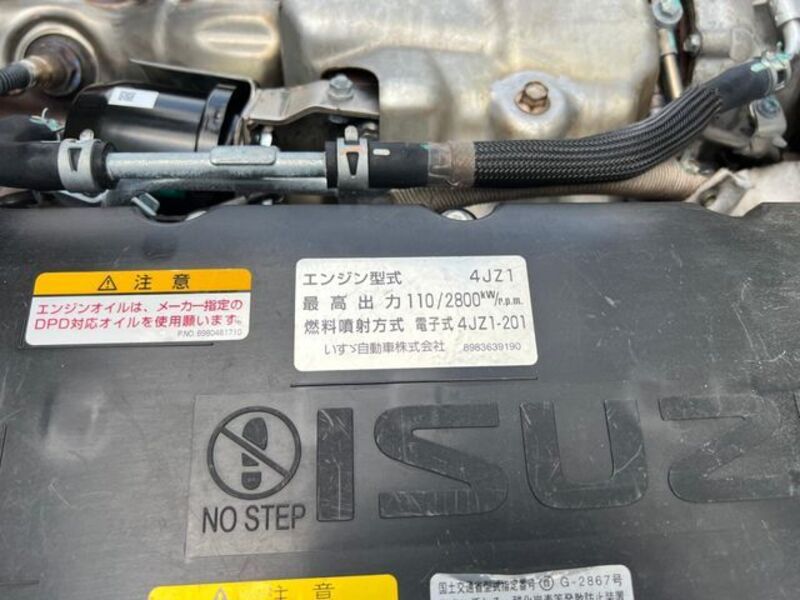 注意
エンジンオイルは、メーカー指定の
DPD対応オイルを使用願います。
P.NO.8980461710
エンジン型式 4JZ1
最高出力 110/2800kW/r.p.m.
燃料噴射方式 電子式 4JZ1-201
いすゞ自動車株式会社 8983639190
NO STEP
ISUZ
注意
国土交通省型式指定番号 G-2867号